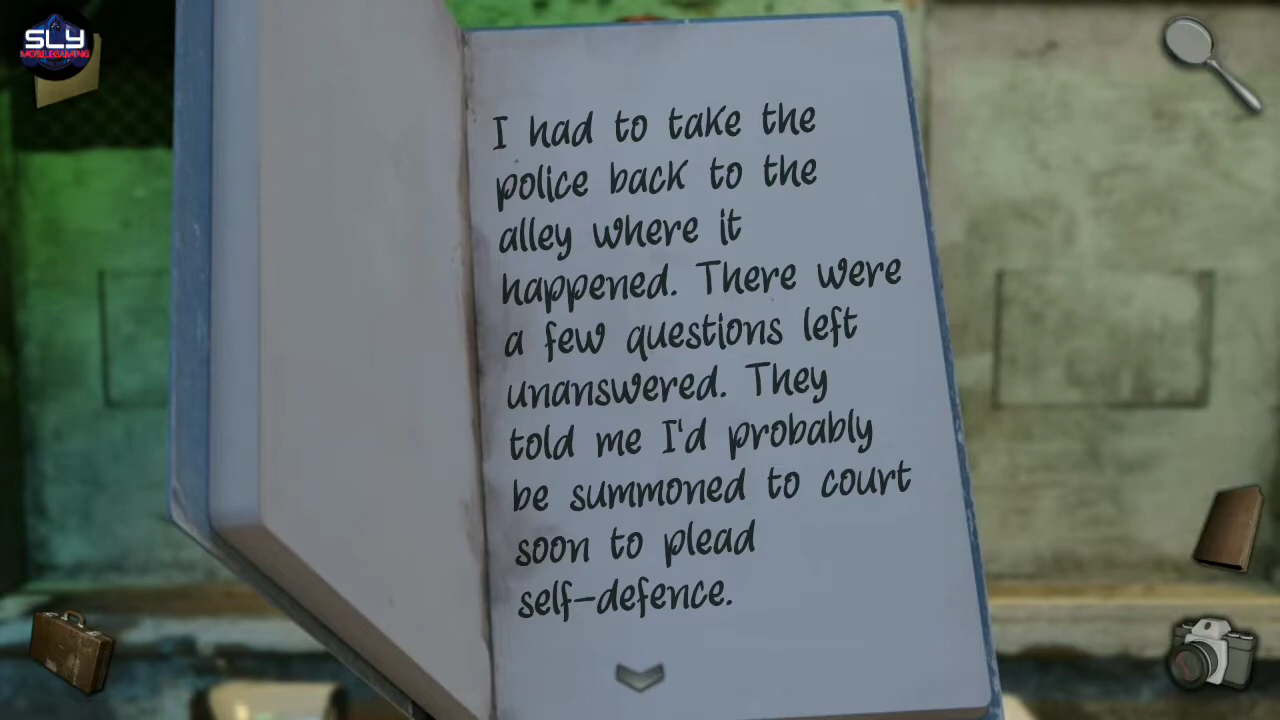 SLY
MOBILEGAMING
I had to take the
police back to the
alley where it
happened. There were
a few questions left
unanswered. They
told me I'd probably
be summoned to court
soon to plead
self-defence.